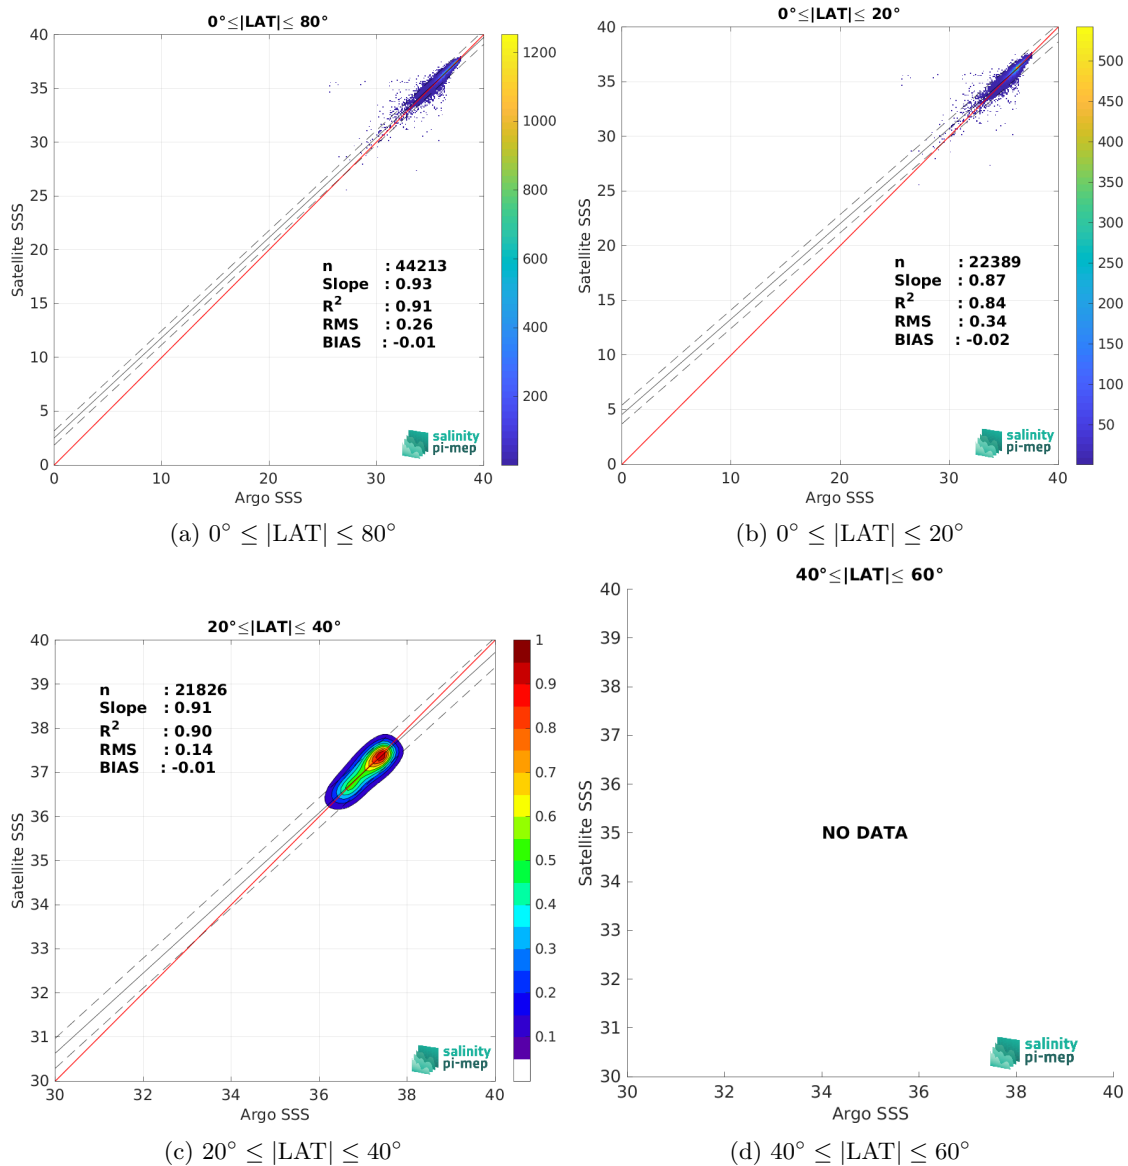 0°≤|LAT|≤ 80°
40
35
30
25
20
15
10
5
0
0
10
20
30
40
Satellite SSS
Argo SSS
n : 44213
Slope : 0.93
R² : 0.91
RMS : 0.26
BIAS : -0.01
salinity
pi-mep
1200
1000
800
600
400
200
(a) 0° ≤ |LAT| ≤ 80°
0°≤|LAT|≤ 20°
40
35
30
25
20
15
10
5
0
0
10
20
30
40
Satellite SSS
Argo SSS
n : 22389
Slope : 0.87
R² : 0.84
RMS : 0.34
BIAS : -0.02
salinity
pi-mep
500
450
400
350
300
250
200
150
100
50
(b) 0° ≤ |LAT| ≤ 20°
20°≤|LAT|≤ 40°
40
39
38
37
36
35
34
33
32
31
30
30
32
34
36
38
40
Satellite SSS
Argo SSS
n : 21826
Slope : 0.91
R² : 0.90
RMS : 0.14
BIAS : -0.01
salinity
pi-mep
1
0.9
0.8
0.7
0.6
0.5
0.4
0.3
0.2
0.1
(c) 20° ≤ |LAT| ≤ 40°
40°≤|LAT|≤ 60°
40
39
38
37
36
35
34
33
32
31
30
30
32
34
36
38
40
Satellite SSS
Argo SSS
NO DATA
salinity
pi-mep
(d) 40° ≤ |LAT| ≤ 60°